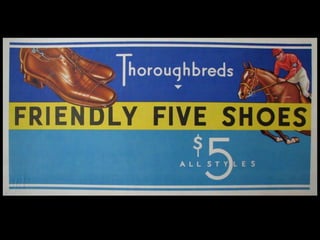 Thoroughbreds
FRIENDLY FIVE SHOES
$5
ALL STYLES